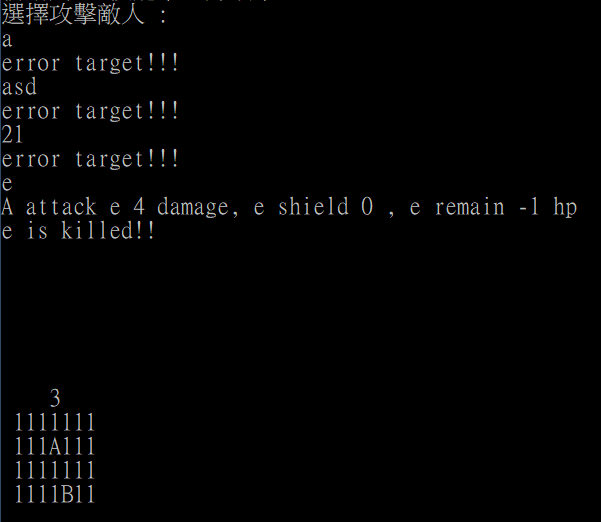 選擇攻擊敵人 :
a
error target!!!
asd
error target!!!
21
error target!!!
e
A attack e 4 damage, e shield 0 , e remain -1 hp
e is killed!!
3
1111111
111A111
1111111
1111B11